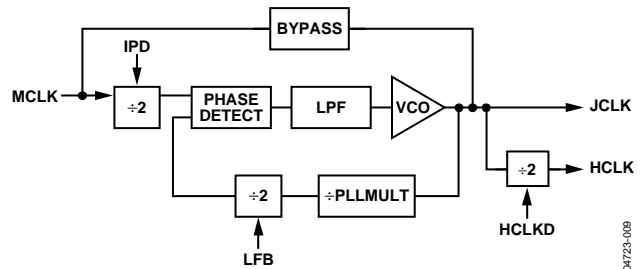 BYPASS
IPD
MCLK
÷2
PHASE
DETECT
LPF
VCO
JCLK
÷2
÷PLLMULT
÷2
HCLK
LFB
HCLKD
04723-009